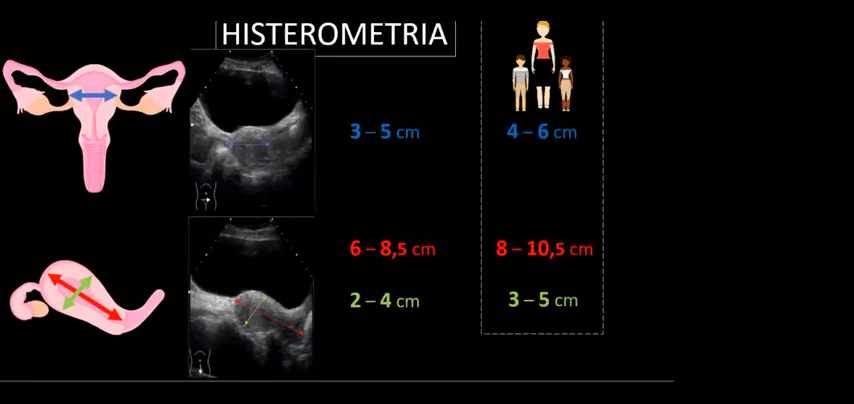 HISTEROMETRIA
3 – 5 cm
4 – 6 cm
6 – 8,5 cm
8 – 10,5 cm
2 – 4 cm
3 – 5 cm